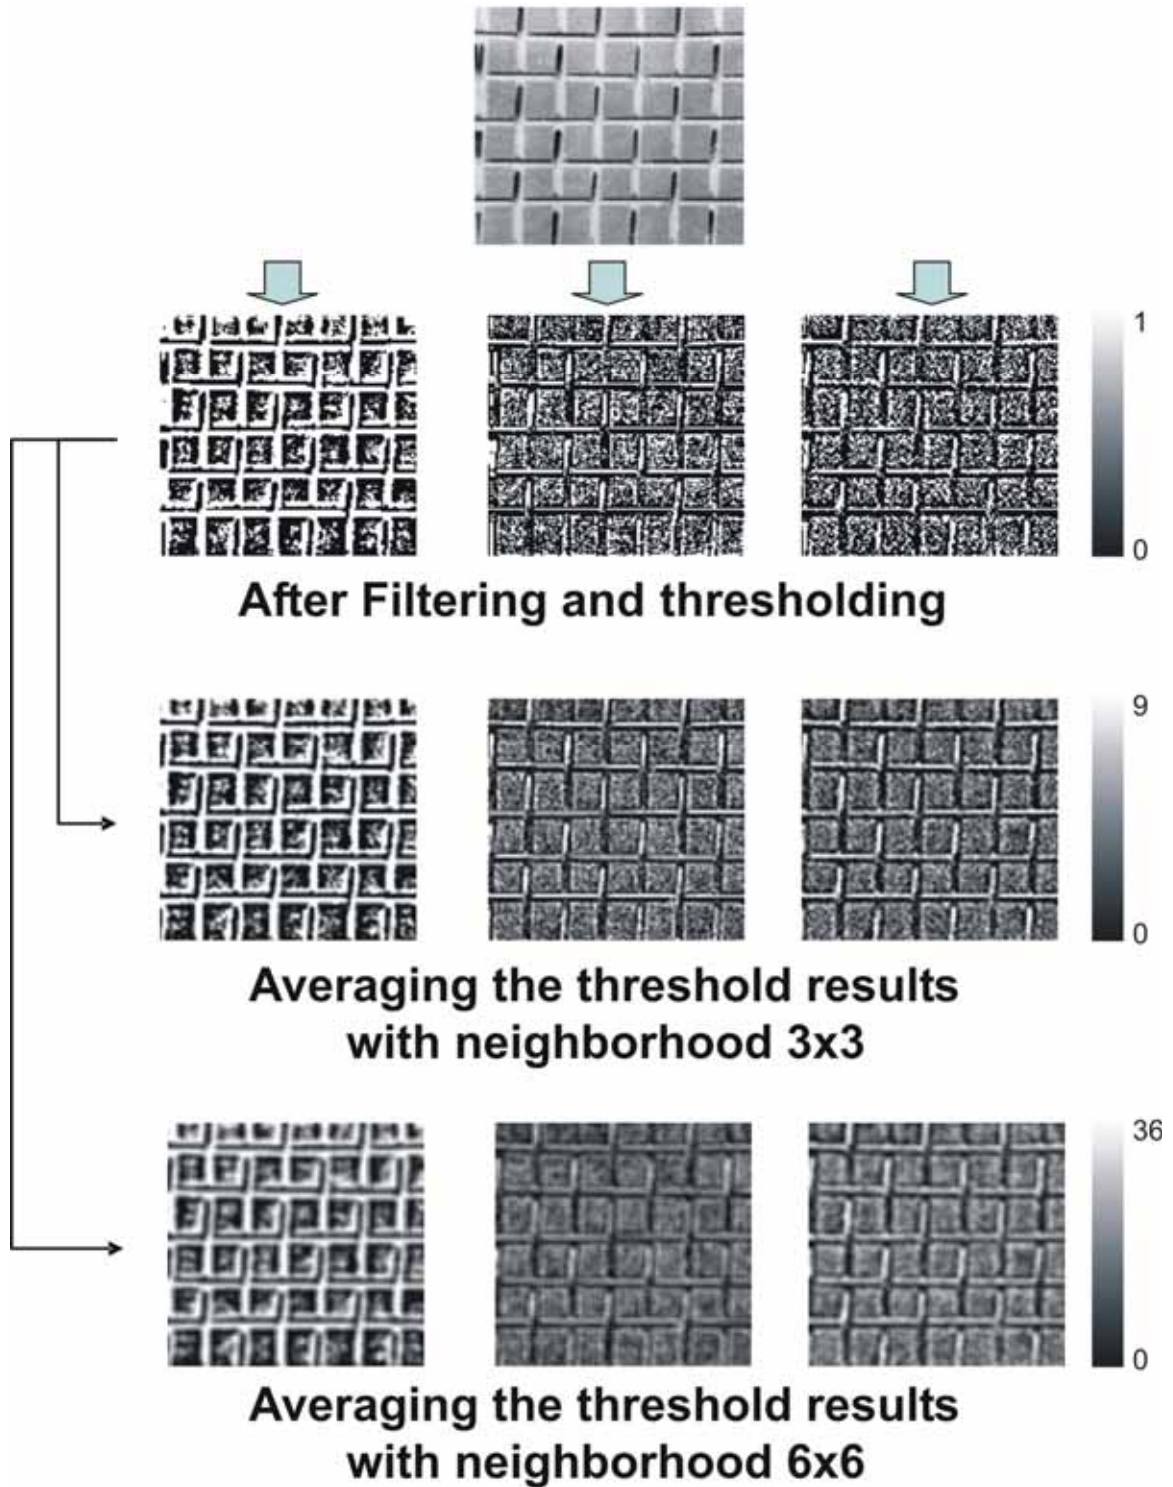 1
0
After Filtering and thresholding
9
0
Averaging the threshold results
with neighborhood 3x3
36
0
Averaging the threshold results
with neighborhood 6x6